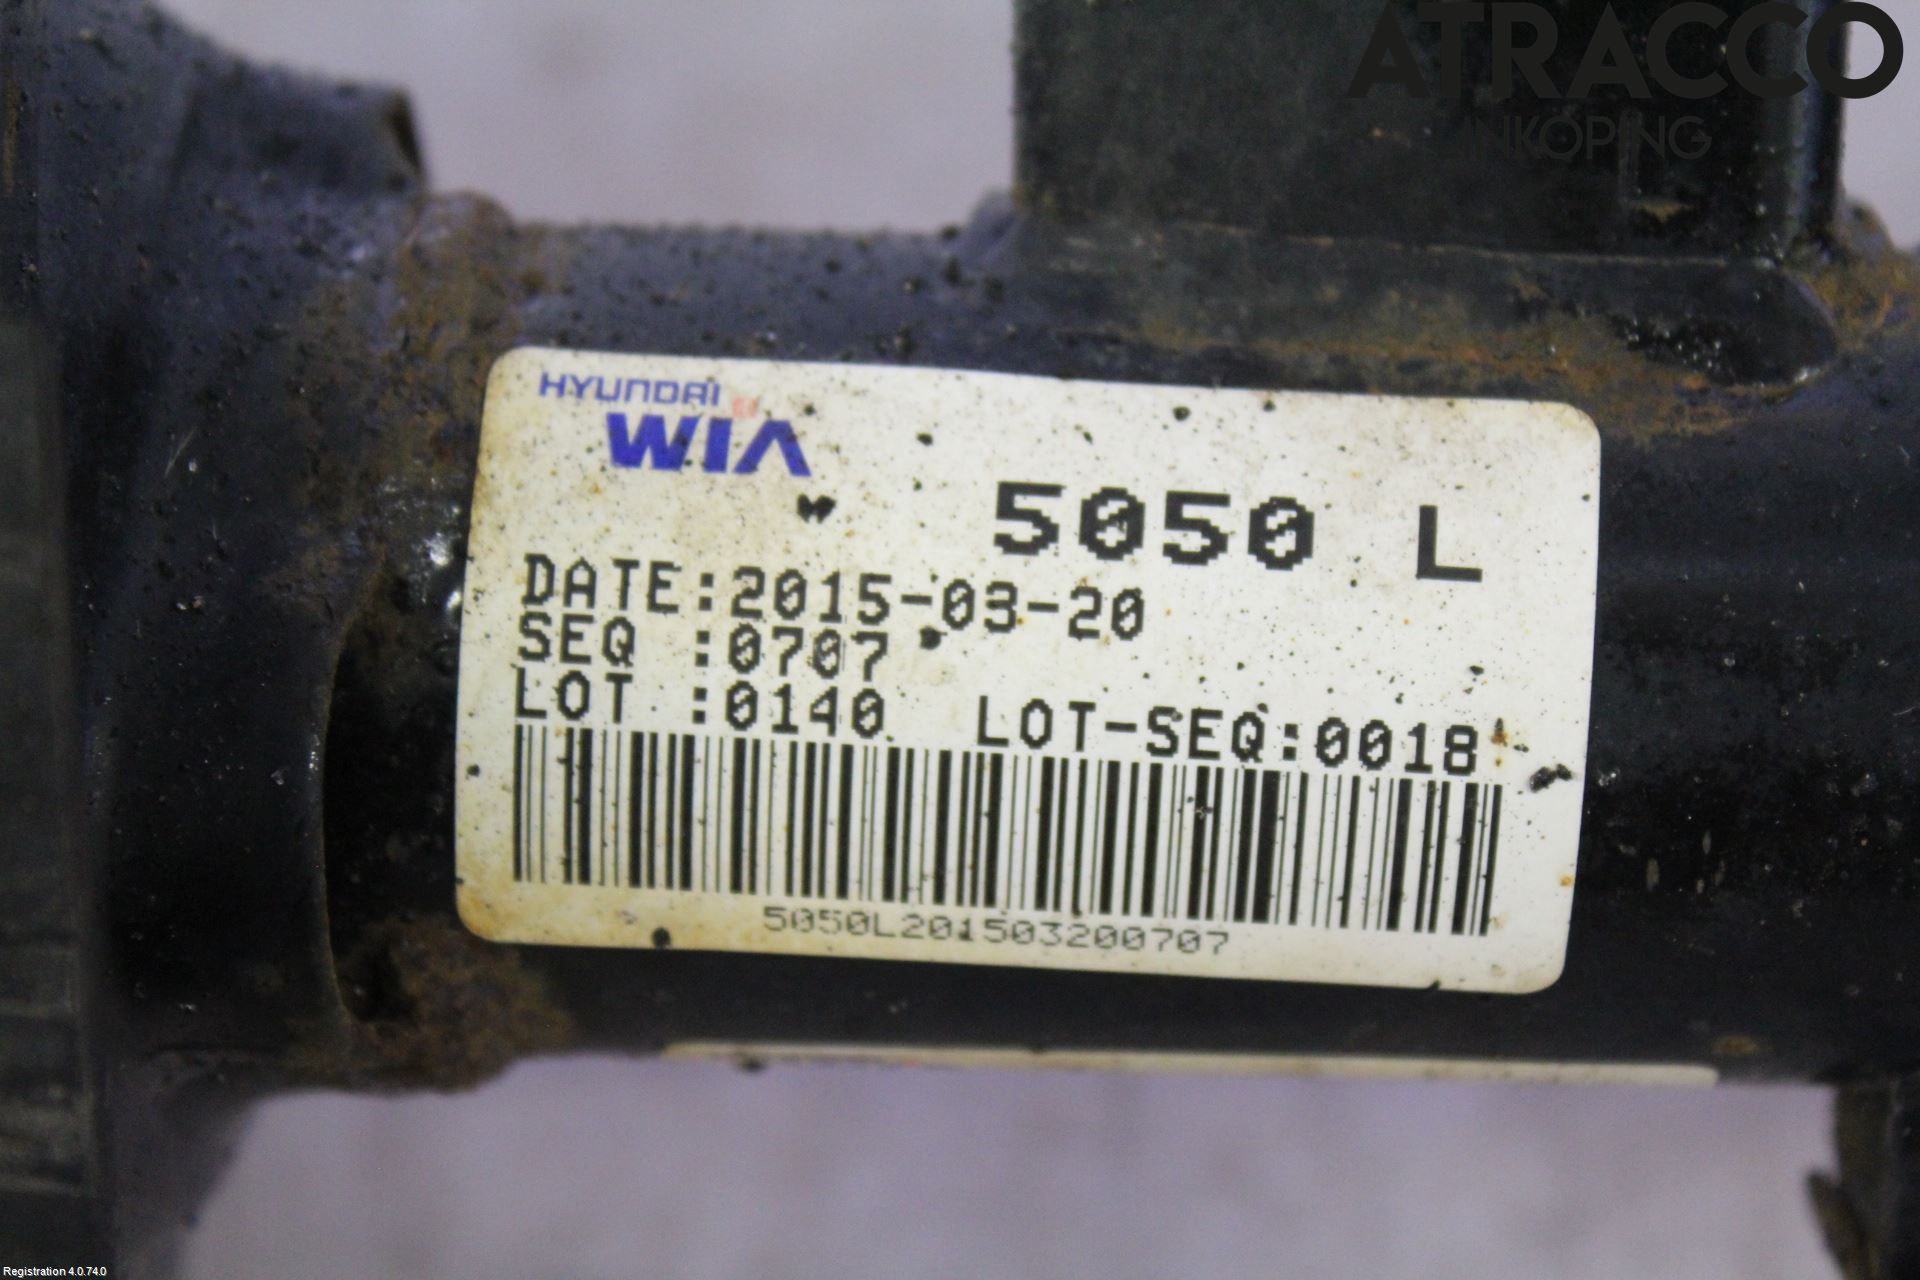 ATRACCO
LINKÖPING
HYUNDAI
WIA
5050 L
DATE:2015-03-20
SEQ :0707
LOT :0140 LOT-SEQ:0018
5050L201503200707
Registration 4.0.74.0